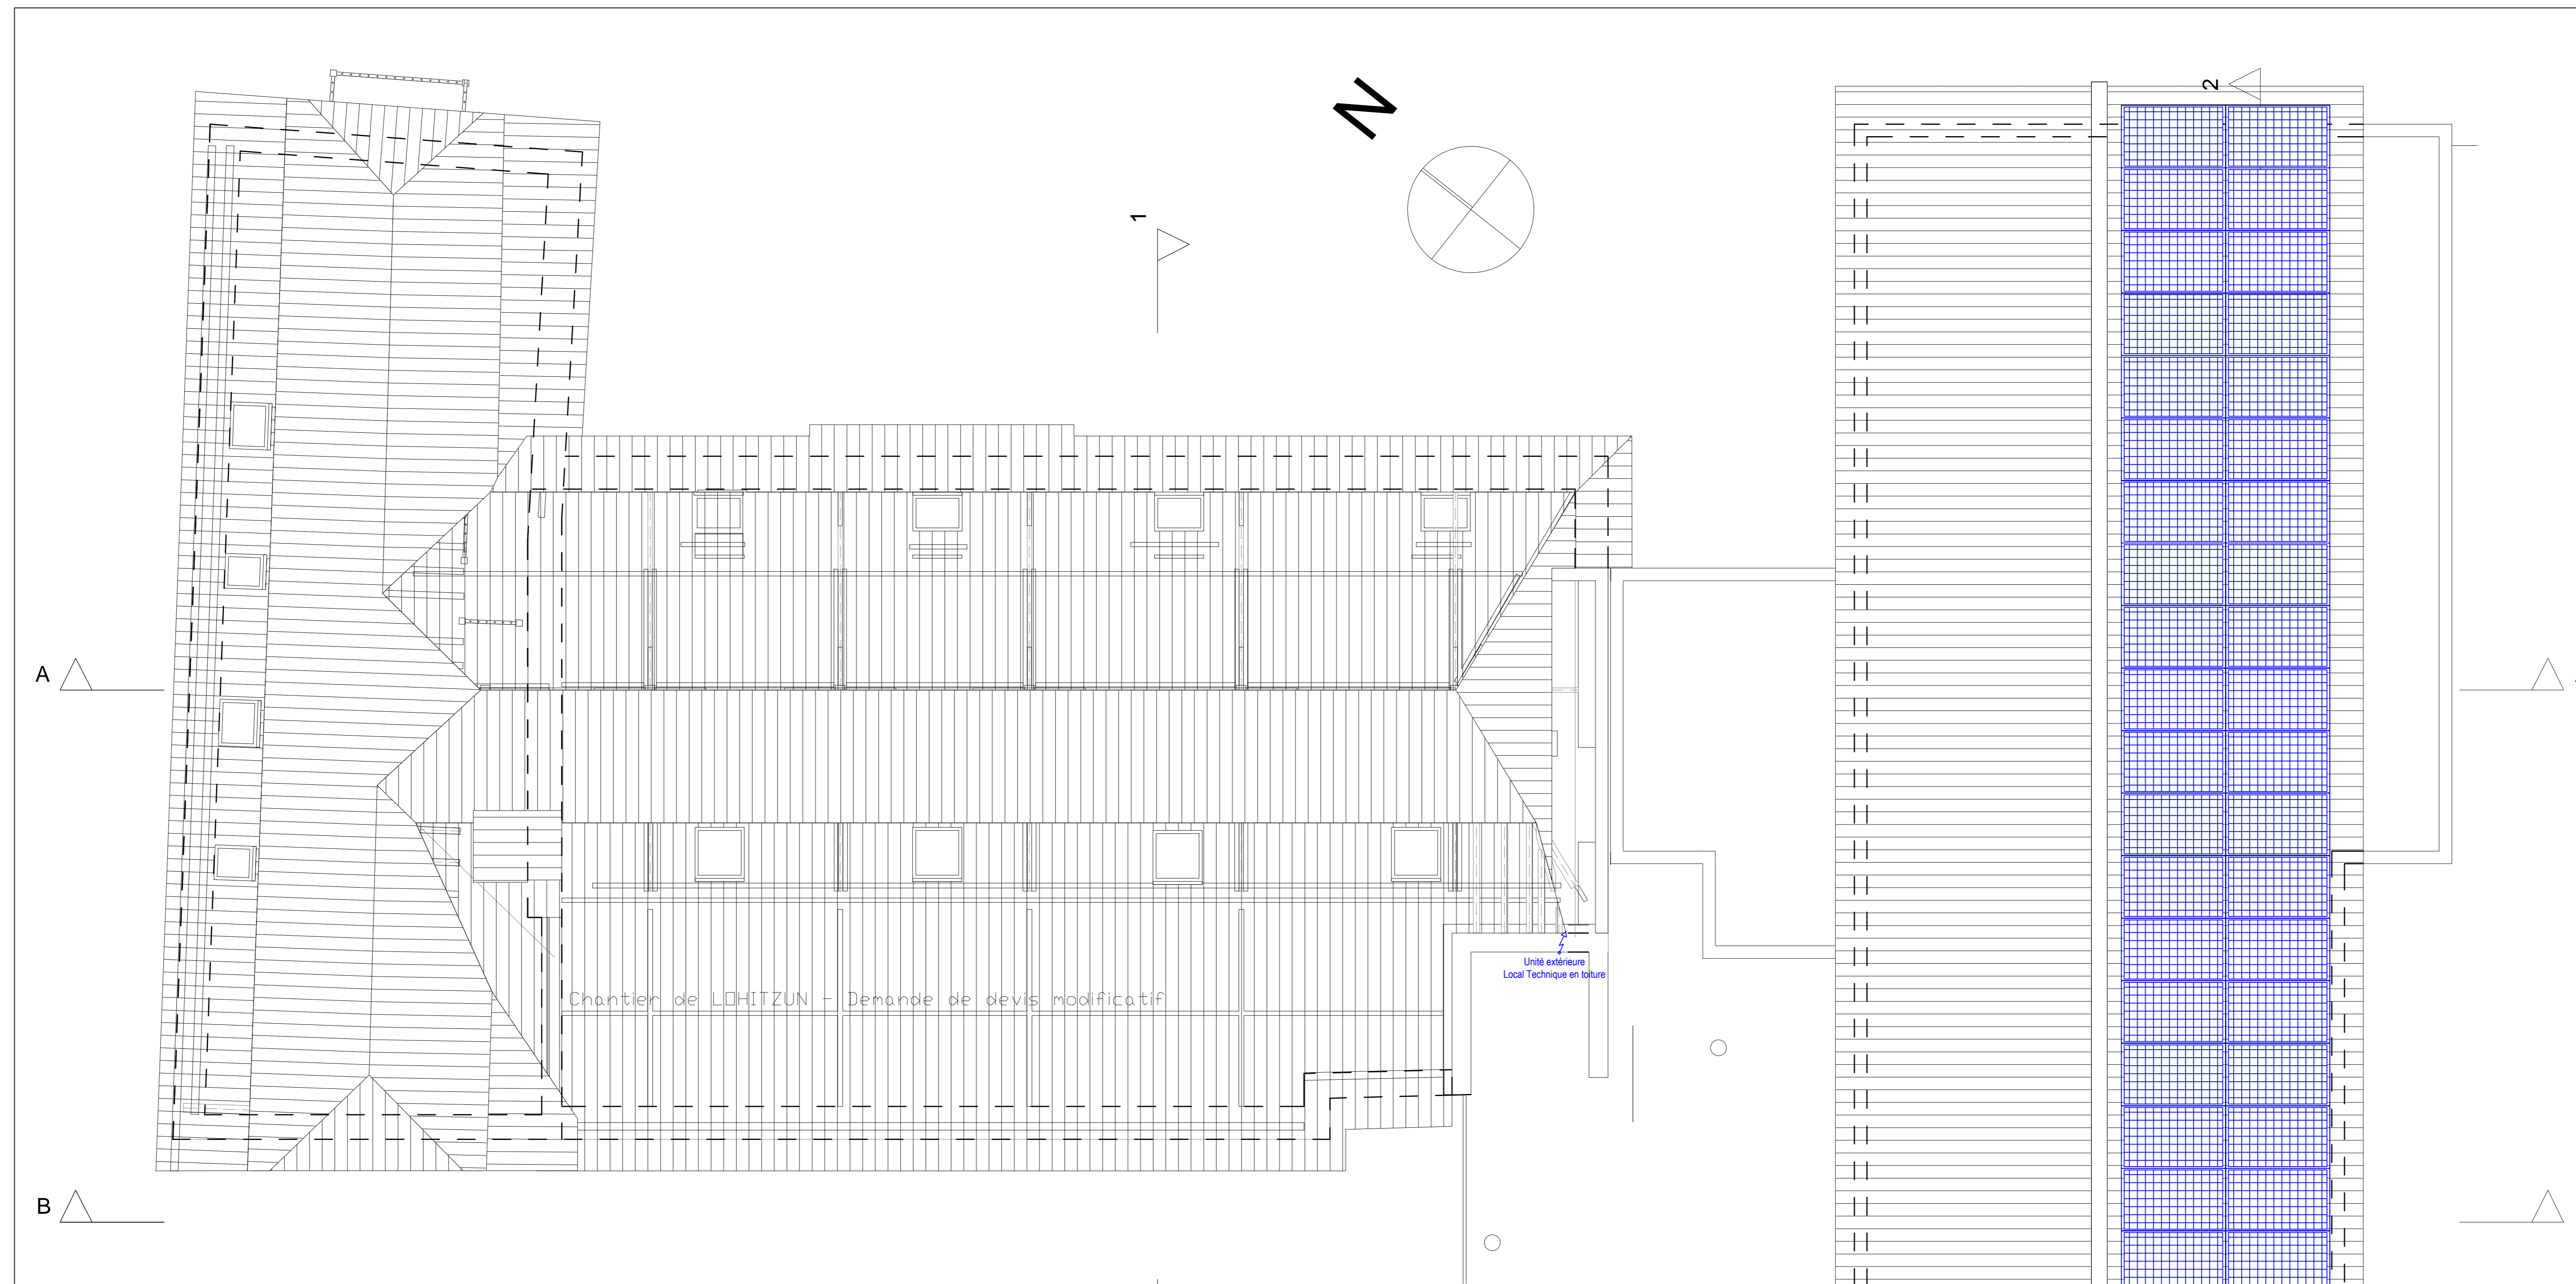 N
2
1
A
Unité extérieure
Local Technique en toiture
Chantier de LOHITZUN - Demande de devis modificatif
B